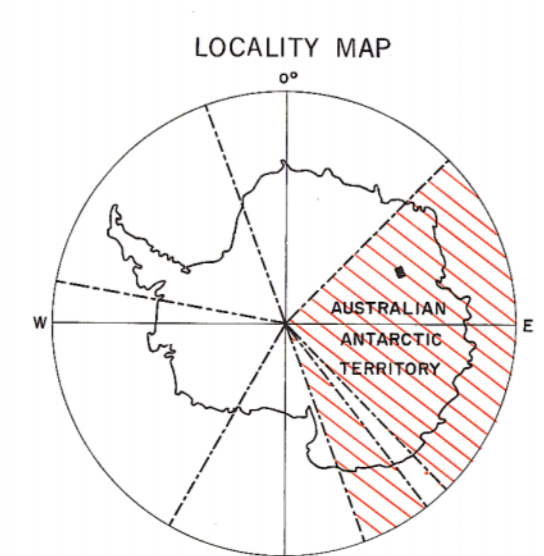 LOCALITY MAP
0°
W
E
AUSTRALIAN
ANTARCTIC
TERRITORY